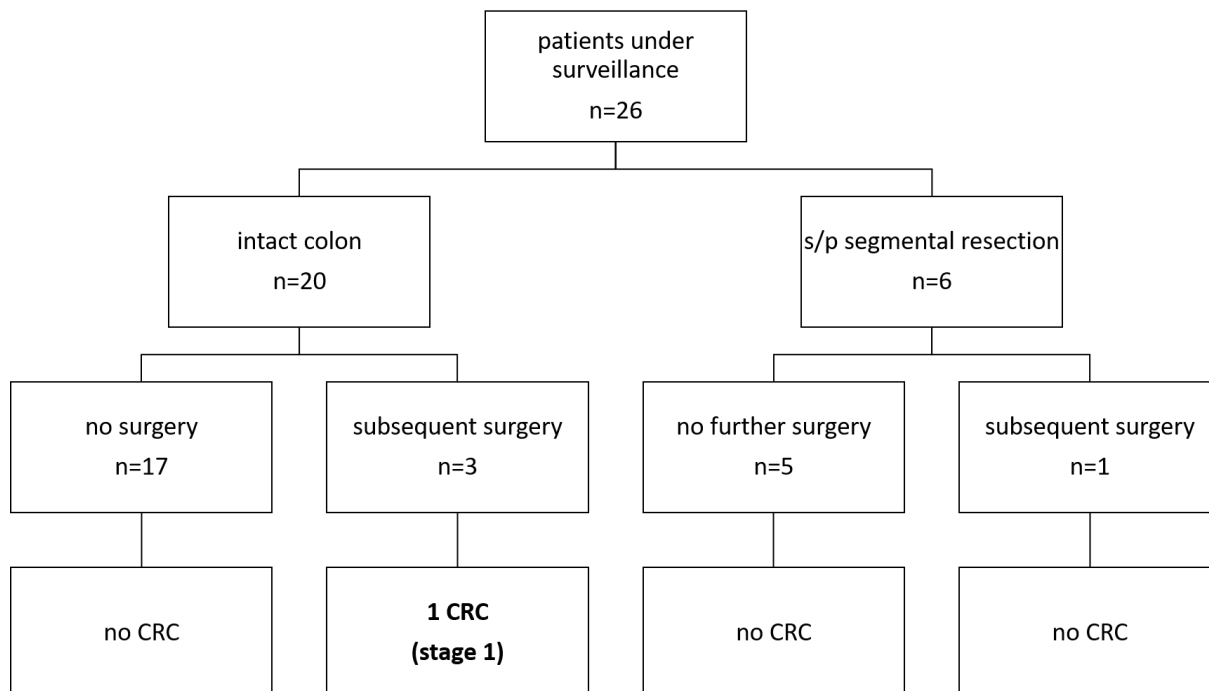 patients under
surveillance
n=26
intact colon
n=20
s/p segmental resection
n=6
no surgery
n=17
subsequent surgery
n=3
no further surgery
n=5
subsequent surgery
n=1
no CRC
1 CRC
(stage 1)
no CRC
no CRC